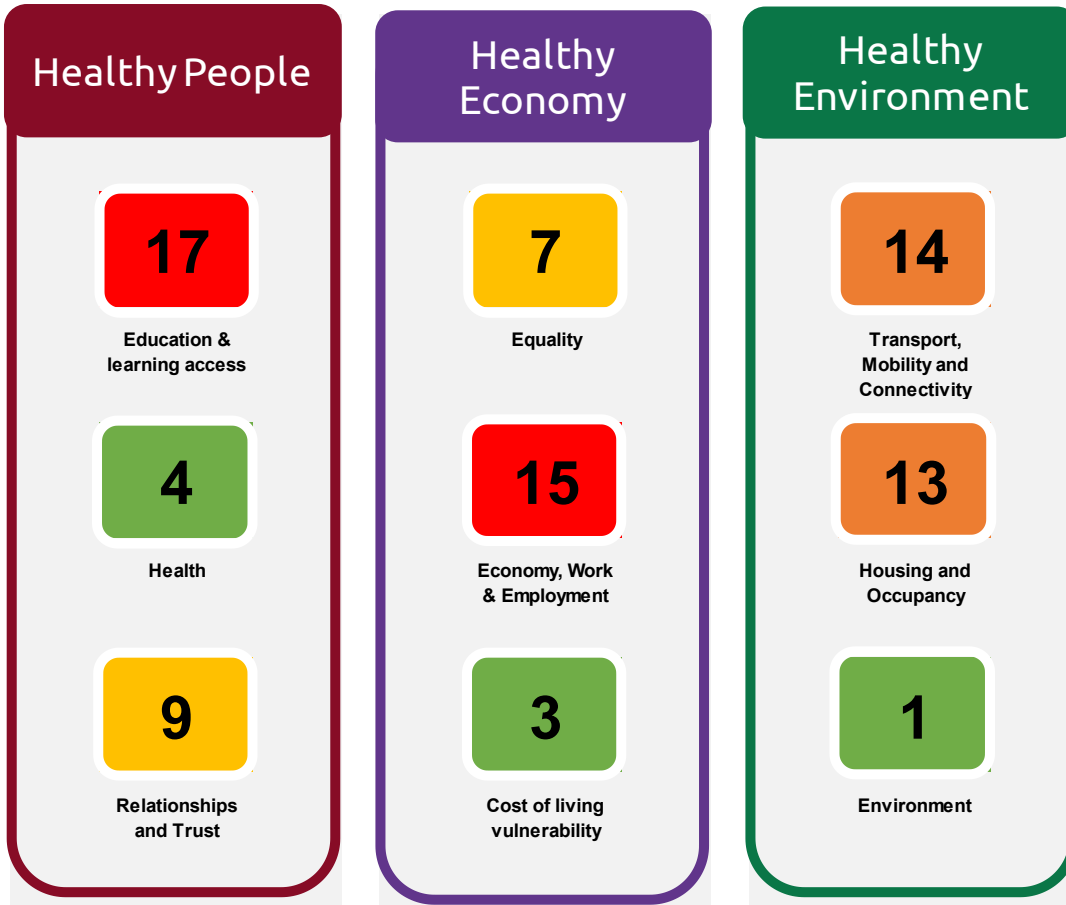 Healthy People
17
Education &
learning access
4
Health
9
Relationships
and Trust
Healthy
Economy
7
Equality
15
Economy, Work
& Employment
3
Cost of living
vulnerability
Healthy
Environment
14
Transport,
Mobility and
Connectivity
13
Housing and
Occupancy
1
Environment